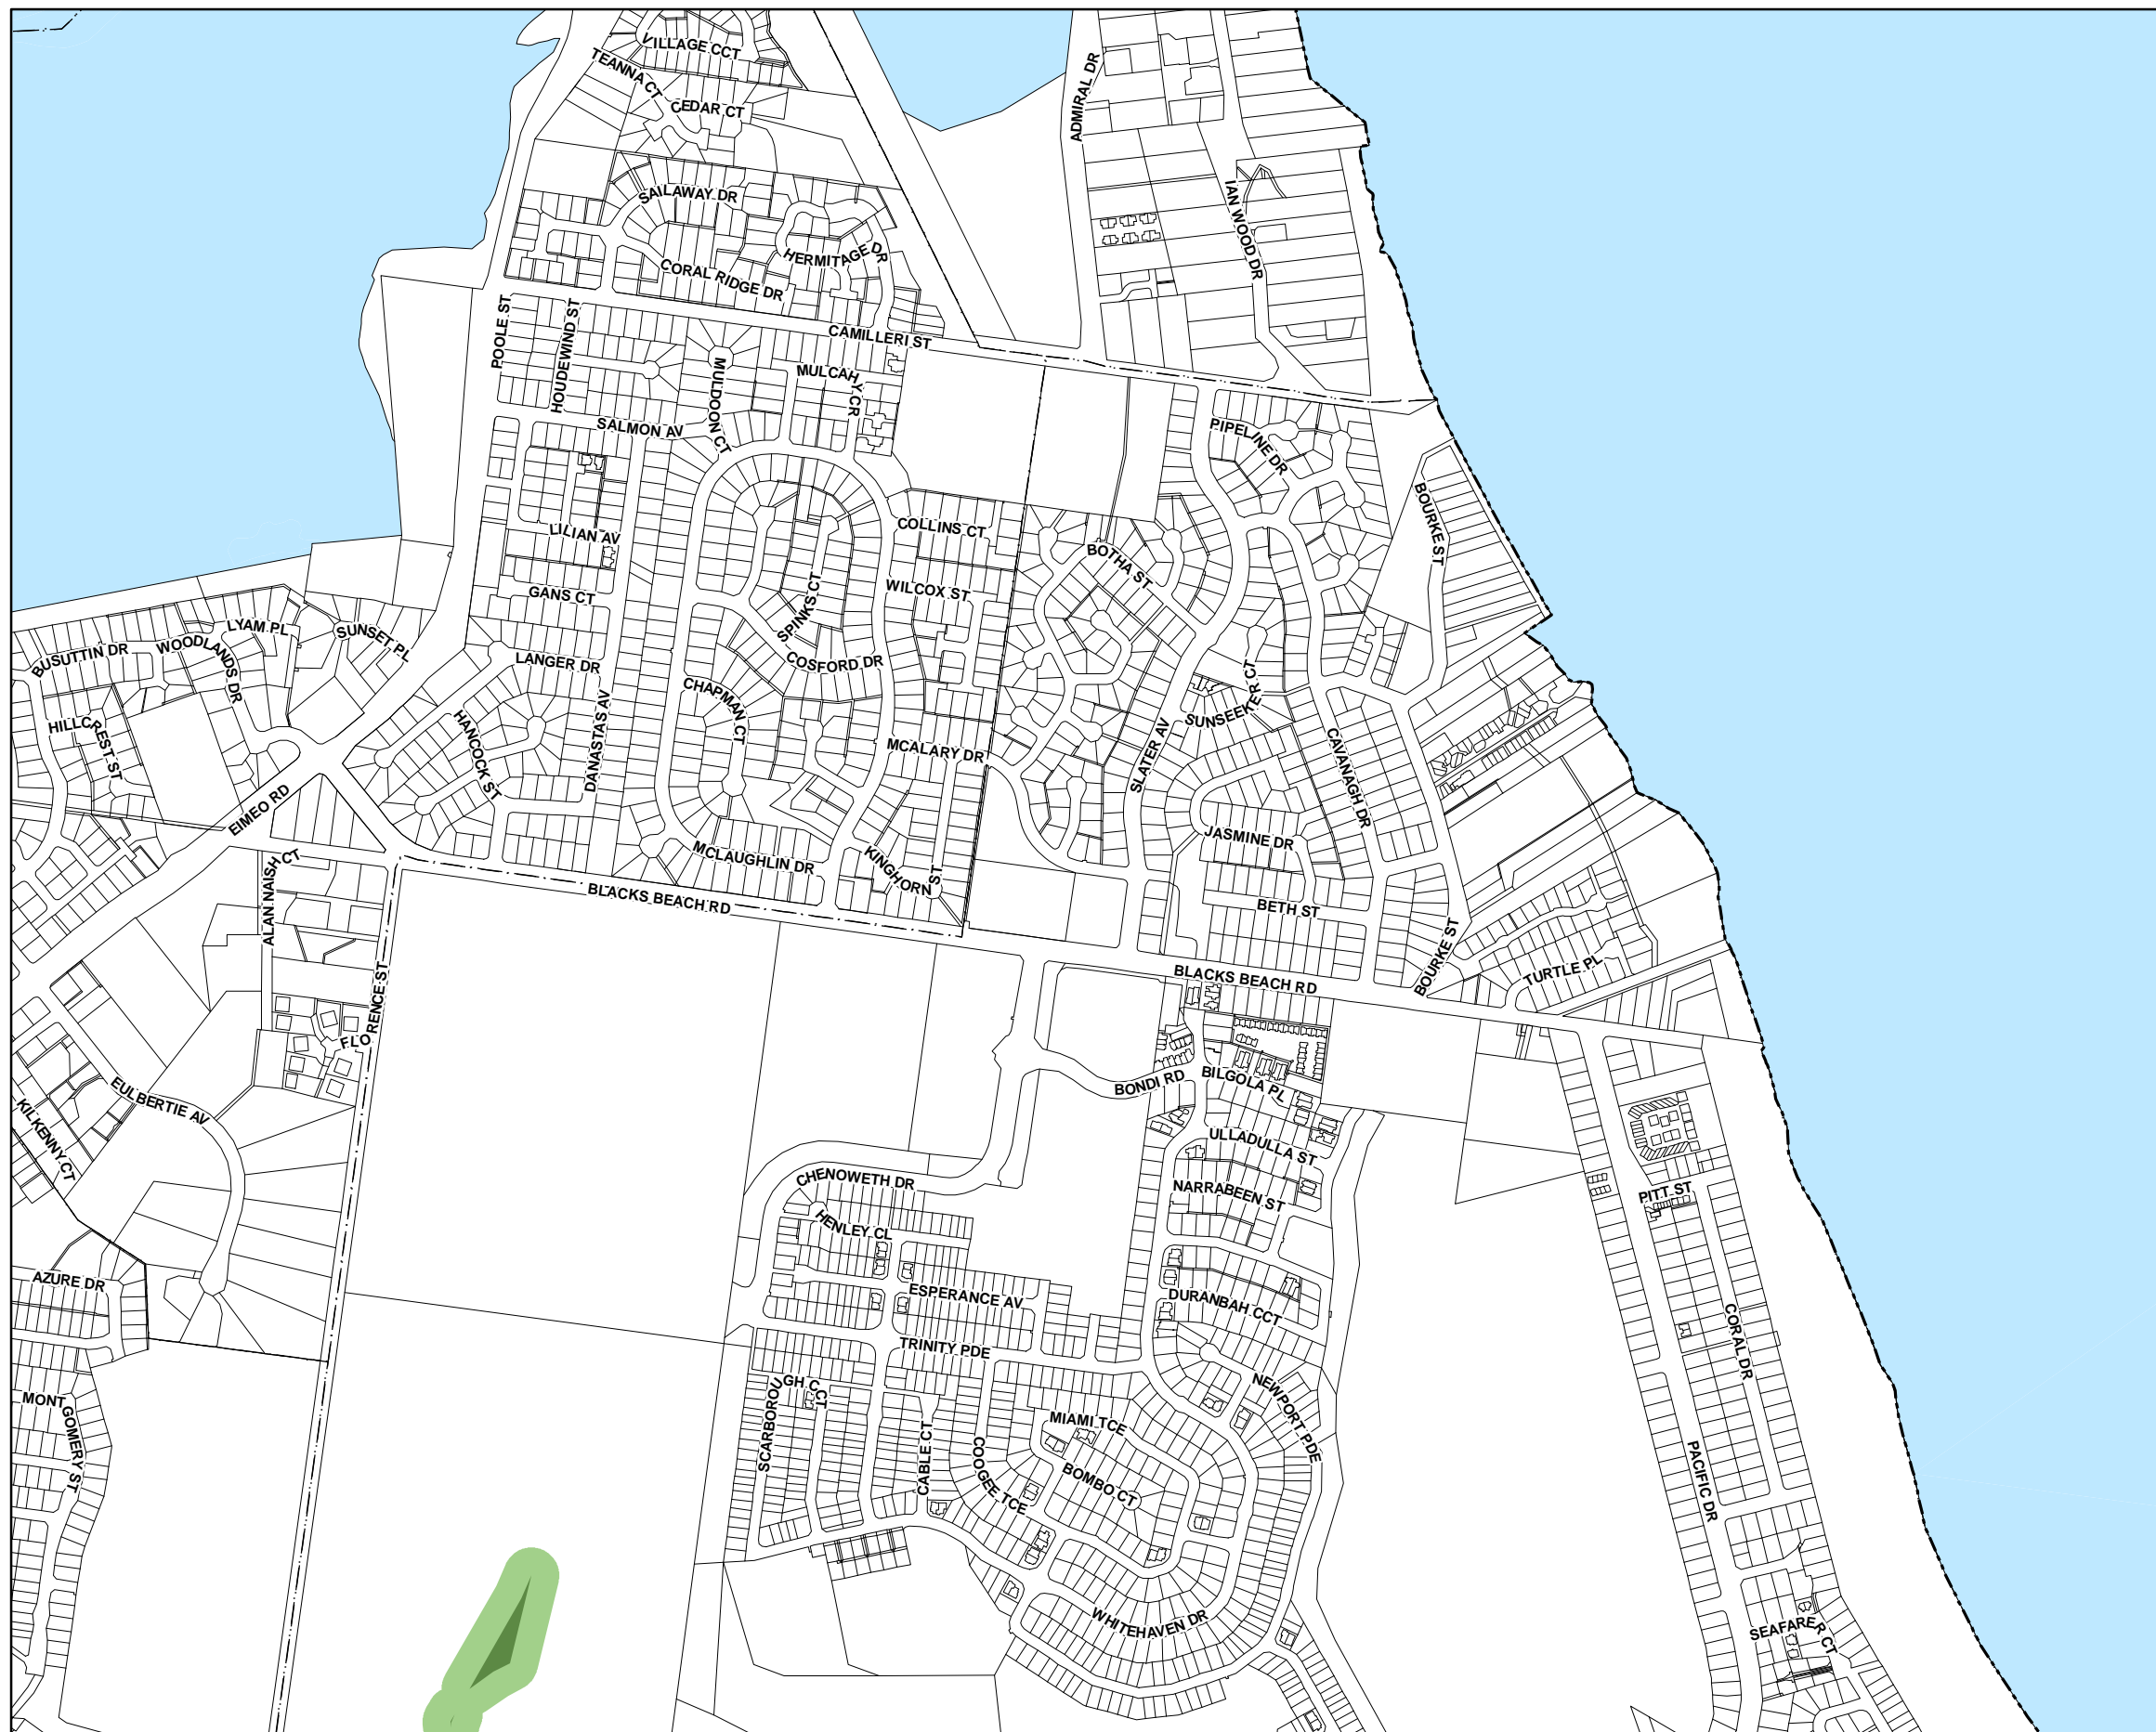 VILLAGE CCT
TEANNA CT
CEDAR CT
ADMIRAL DR
SAILAWAY DR
IAN WOOD DR
HERMITAGE DR
CORAL RIDGE DR
POOLE ST
HOUDEWIND ST
CAMILLERI ST
MULDOON CT
MULCAHY CR
SALMON AV
PIPELINE DR
BOURKE ST
COLLINS CT
LILIAN AV
BOTHA ST
GANS CT
SPINKS CT
WILCOX ST
LYAM PL
SUNSET PL
WOODLANDS DR
BUSUTTIN DR
LANGER DR
COSFORD DR
CHAPMAN CT
SUNSEEKER CT
HILLCREST ST
HANCOCK ST
DANASTAS AV
MCALARY DR
SLATER AV
CAVANAGH DR
EIMEO RD
JASMINE DR
MCLAUGHLIN DR
KINGHORN ST
ALAN NAISH CT
BLACKS BEACH RD
BETH ST
BOURKE ST
TURTLE PL
BLACKS BEACH RD
FLORENCE ST
BONDI RD
BILGOLA PL
EULBERTIE AV
KILKENNY CT
ULLADULLA ST
CHENOWETH DR
NARRABEEN ST
PITT ST
HENLEY CL
AZURE DR
ESPERANCE AV
DURANBAH CCT
CORAL DR
TRINITY PDE
SCARBOROUGH CCT
NEWPORT PDE
MONTGOMERY ST
MIAMI TCE
CABLE CT
COOGEE TCE
BOMBO CT
PACIFIC DR
WHITEHAVEN DR
SEAFARER CT